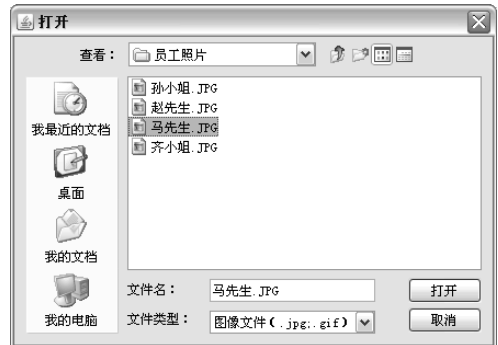 打开
查看：
员工照片
孙小姐.JPG
赵先生.JPG
马先生.JPG
齐小姐.JPG
我最近的文档
桌面
我的文档
我的电脑
文件名：
马先生.JPG
打开
文件类型：
图像文件(.jpg;.gif)
取消